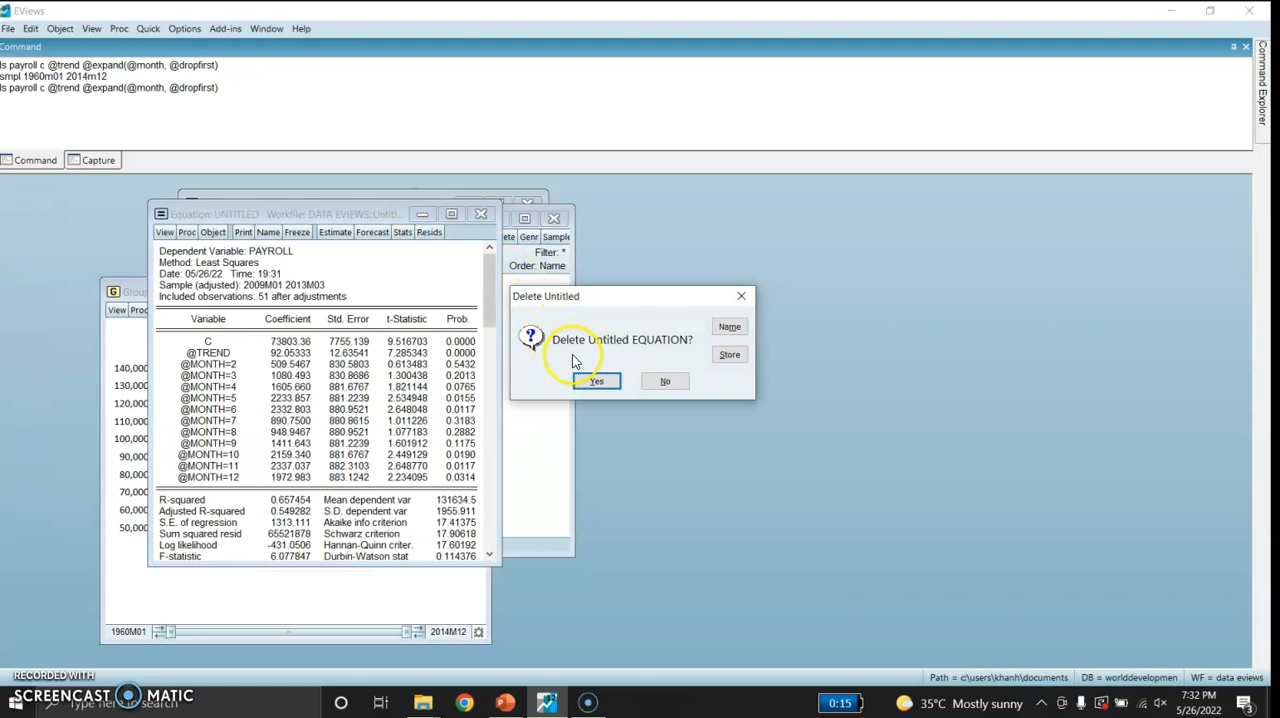 EViews
File Edit Object View Proc Quick Options Add-ins Window Help
Command
ls payroll c @trend @expand(@month, @dropfirst)
smpl 1960m01 2014m12
ls payroll c @trend @expand(@month, @dropfirst)
Command Explorer
Command Capture
Equation: UNTITLED Workfile: DATA EVIEWS:Untitl...
View Proc Object Print Name Freeze Estimate Forecast Stats Resids
Genr Sample
Filter: *
Order: Name
Dependent Variable: PAYROLL
Method: Least Squares
Date: 05/26/22 Time: 19:31
Sample (adjusted): 2009M01 2013M03
Included observations: 51 after adjustments
Variable Coefficient Std. Error t-Statistic Prob.
C 73803.36 7755.139 9.516703 0.0000
@TREND 92.05333 12.63541 7.285343 0.0000
@MONTH=2 509.5467 830.5803 0.613483 0.5432
@MONTH=3 1080.493 830.8686 1.300438 0.2013
@MONTH=4 1605.660 881.6767 1.821144 0.0765
@MONTH=5 2233.857 881.2239 2.534948 0.0155
@MONTH=6 2332.803 880.9521 2.648048 0.0117
@MONTH=7 890.7500 880.8615 1.011226 0.3183
@MONTH=8 948.9467 880.9521 1.077183 0.2882
@MONTH=9 1411.643 881.2239 1.601912 0.1175
@MONTH=10 2159.340 881.6767 2.449129 0.0190
@MONTH=11 2337.037 882.3103 2.648770 0.0117
@MONTH=12 1972.983 883.1242 2.234095 0.0314
R-squared 0.657454 Mean dependent var 131634.5
Adjusted R-squared 0.549282 S.D. dependent var 1955.911
S.E. of regression 1313.111 Akaike info criterion 17.41375
Sum squared resid 65521878 Schwarz criterion 17.90618
Log likelihood -431.0506 Hannan-Quinn criter. 17.60192
F-statistic 6.077847 Durbin-Watson stat 0.114376
G Grou
View Proc
140,000
130,000
120,000
110,000
100,000
90,000
80,000
70,000
60,000
50,000
1960M01 2014M12
Delete Untitled
Delete Untitled EQUATION?
Name
Store
Yes No
Path = c:\users\khanh\documents DB = worlddevelopmen WF = data eviews
RECORDED WITH
SCREENCAST MATIC
Type here to search
0:15
35°C Mostly sunny
7:32 PM
5/26/2022
3